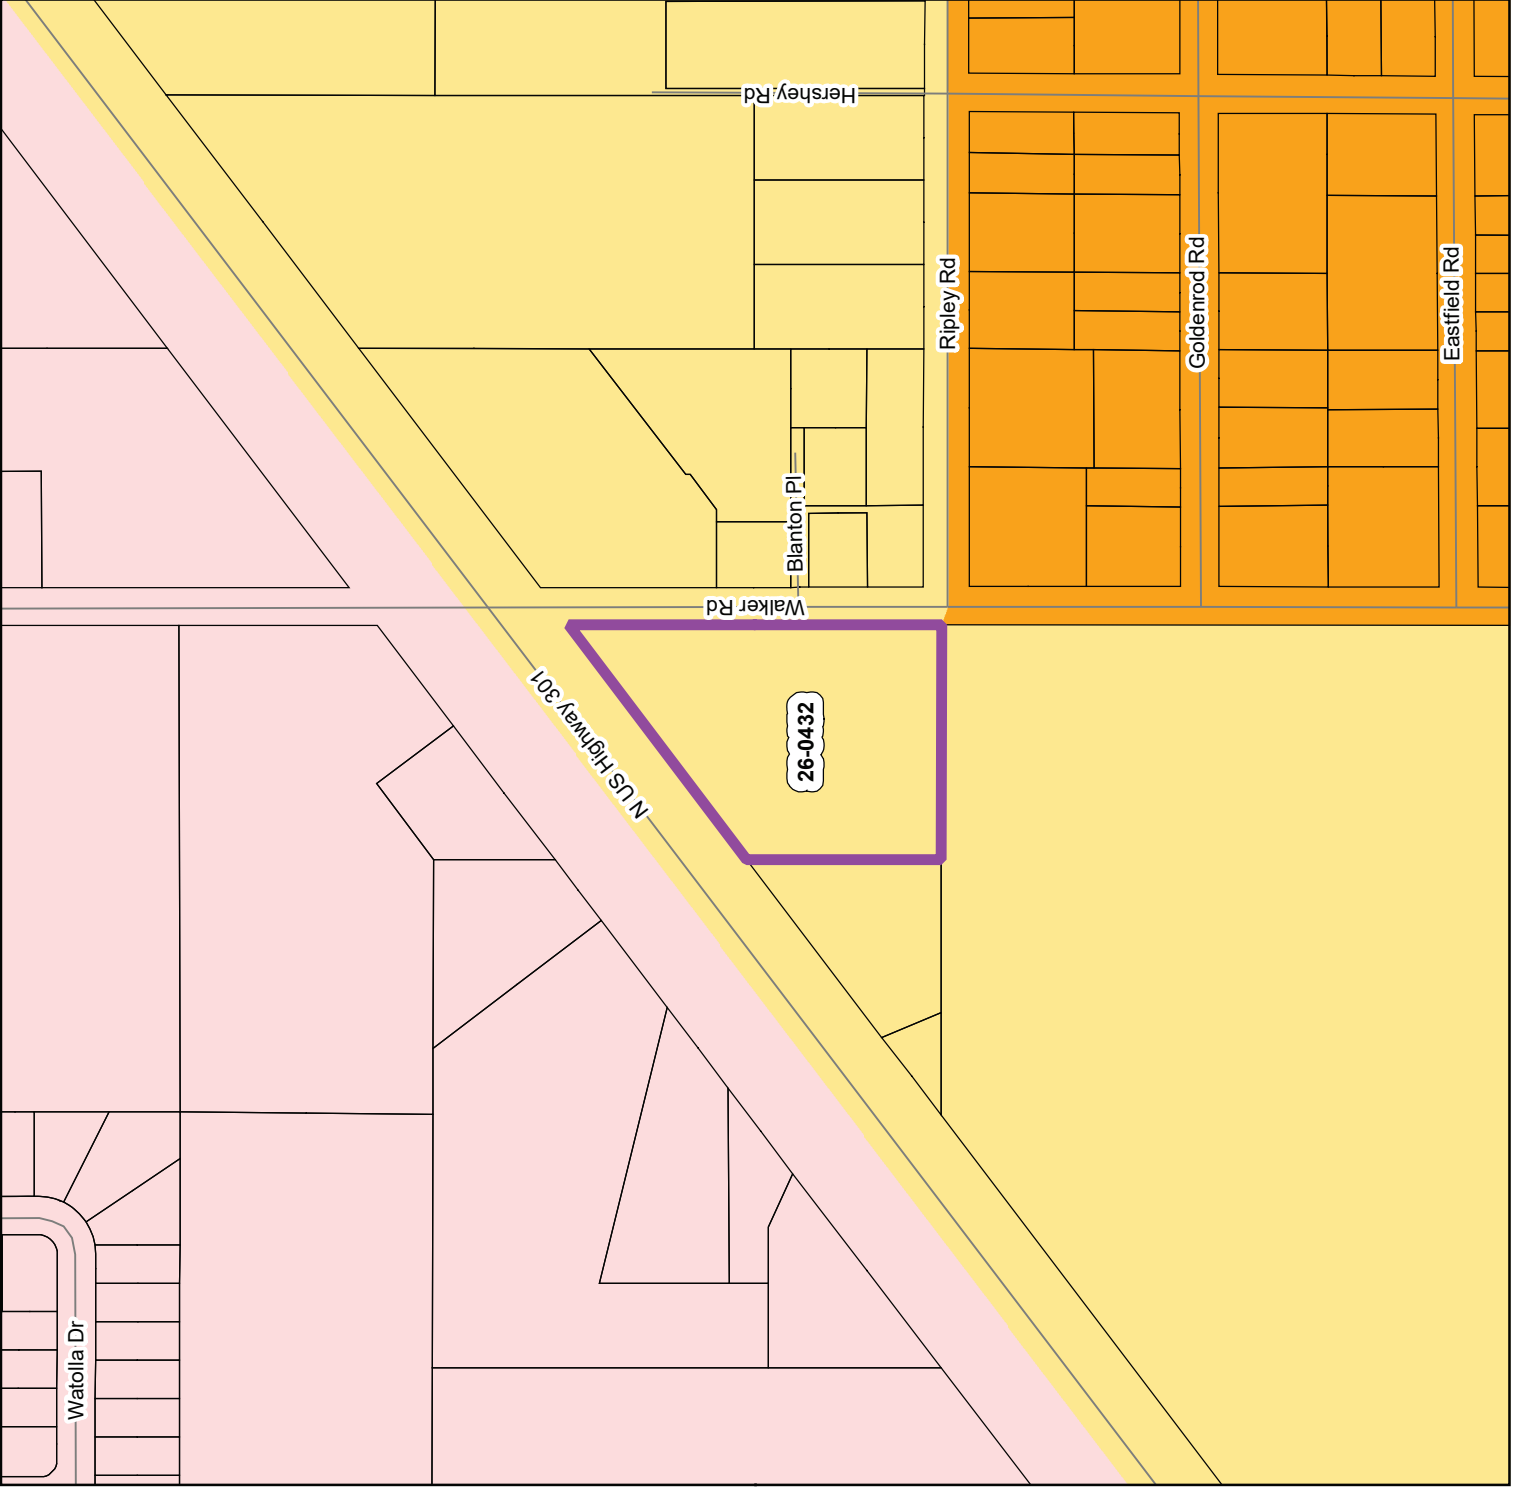 Hershey Rd
Ripley Rd
Goldenrod Rd
Eastfield Rd
Blanton Pl
Walker Rd
N US Highway 301
26-0432
Watolla Dr